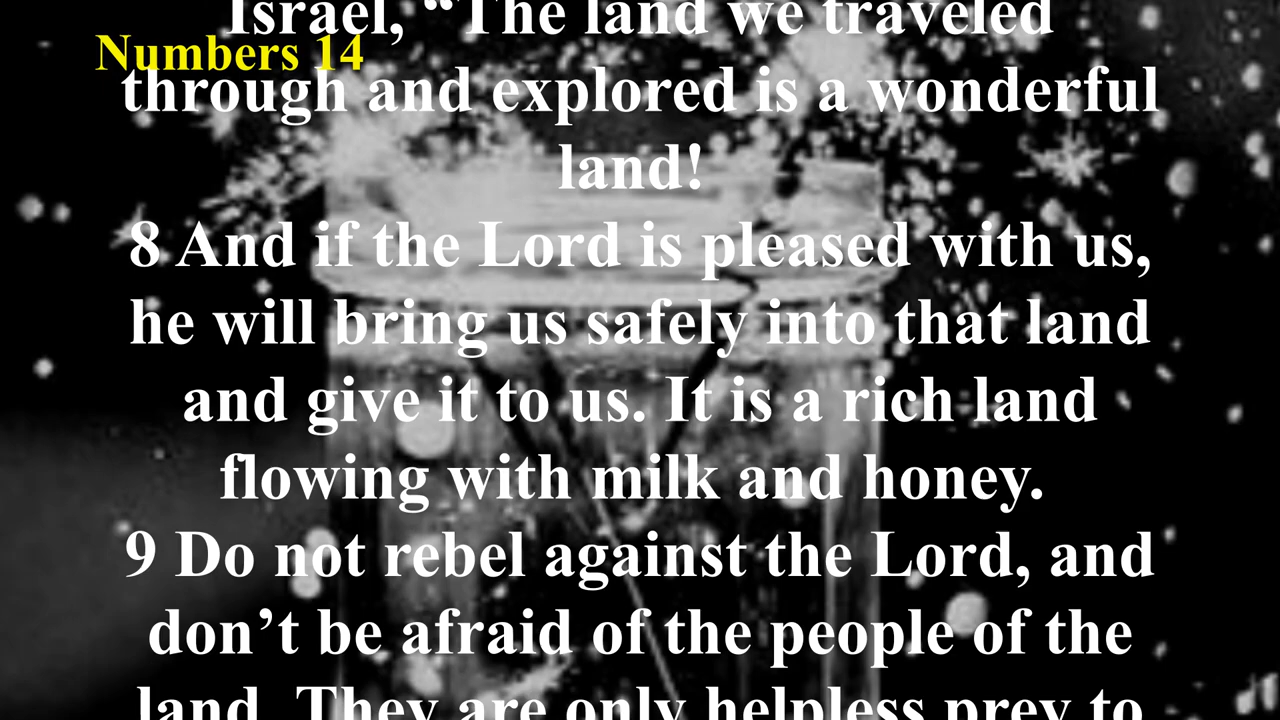 Israel, “The land we traveled
Numbers 14
through and explored is a wonderful
land!
8 And if the Lord is pleased with us,
he will bring us safely into that land
and give it to us. It is a rich land
flowing with milk and honey.
9 Do not rebel against the Lord, and
don’t be afraid of the people of the
land. They are only helpless prey to